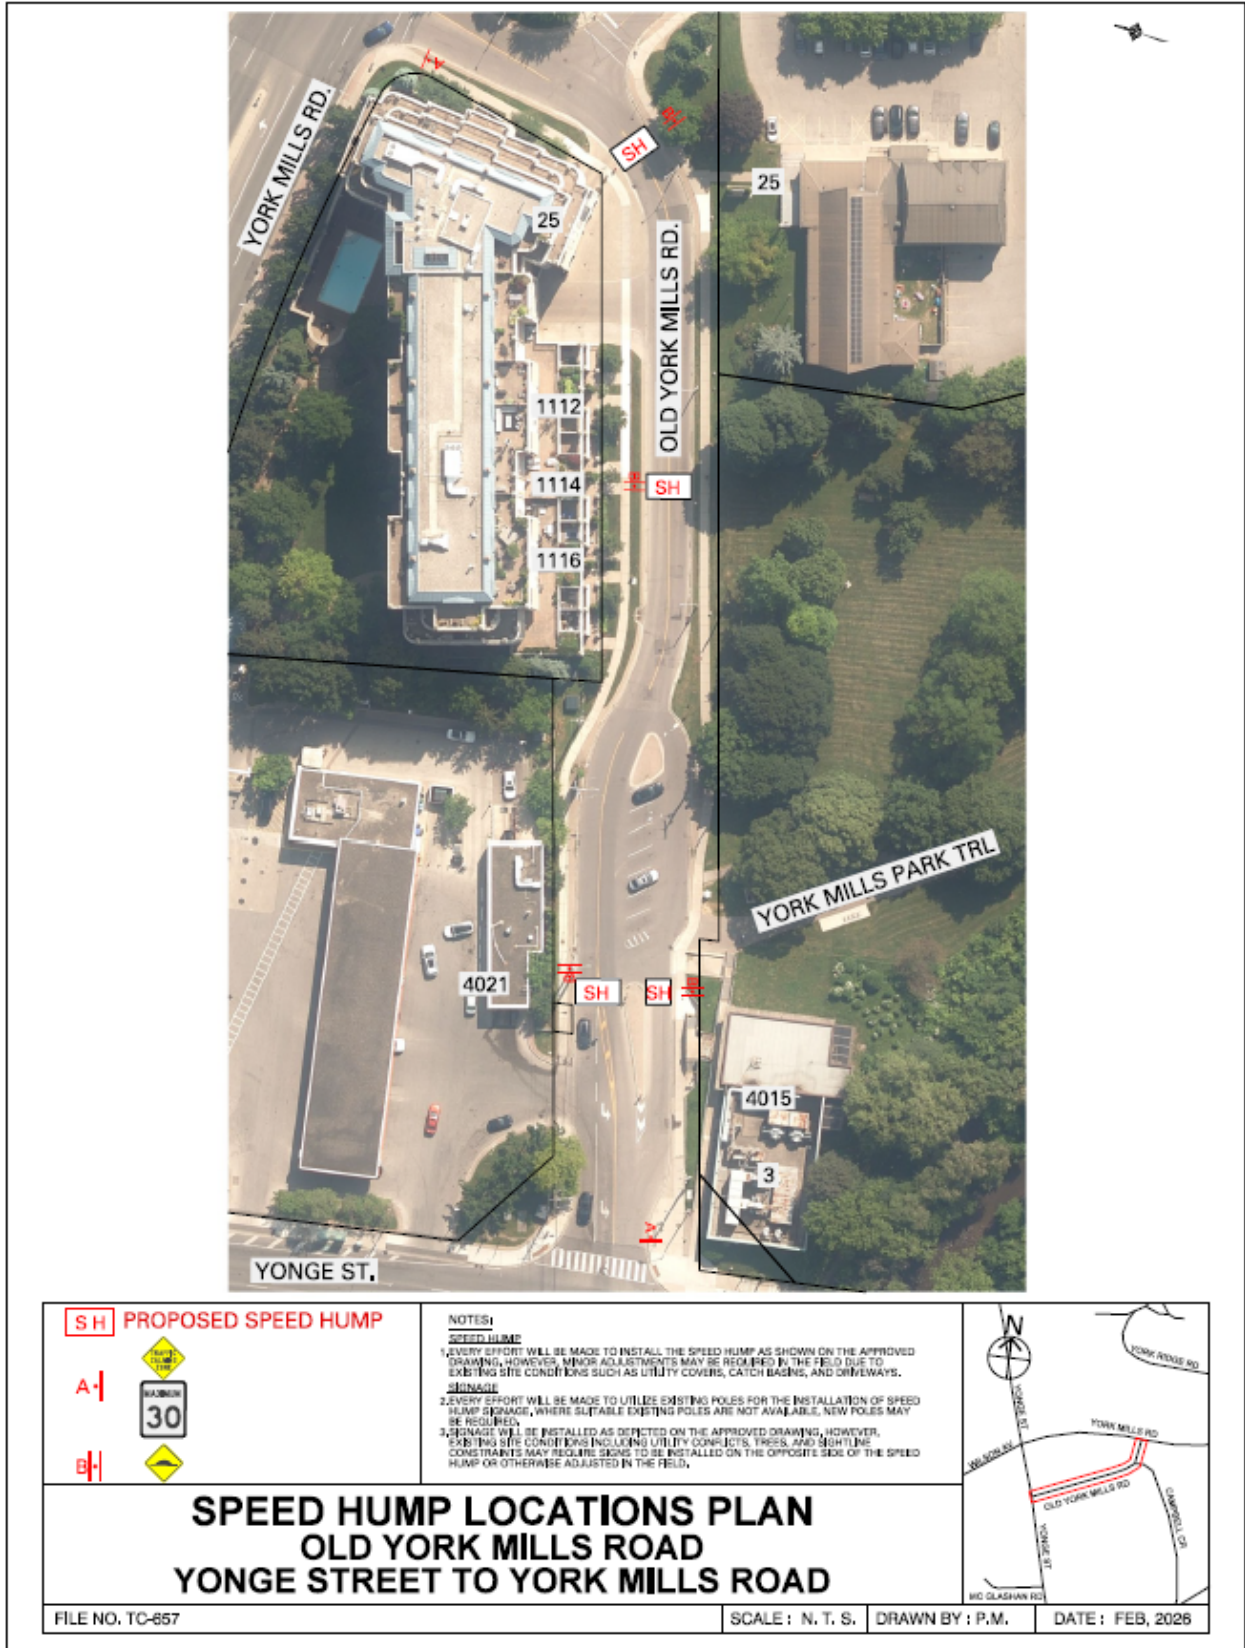 YORK MILLS RD.
A
B
SH
25
25
OLD YORK MILLS RD.
1112
1114
B
SH
1116
YORK MILLS PARK TRL
4021
B
SH
SH
B
4015
3
A
YONGE ST.
SH PROPOSED SPEED HUMP
TRAFFIC
CALMED
ZONE
A
MAXIMUM
30
B
NOTES:
SPEED HUMP
1. EVERY EFFORT WILL BE MADE TO INSTALL THE SPEED HUMP AS SHOWN ON THE APPROVED
DRAWING, HOWEVER, MINOR ADJUSTMENTS MAY BE REQUIRED IN THE FIELD DUE TO
EXISTING SITE CONDITIONS SUCH AS UTILITY COVERS, CATCH BASINS, AND DRIVEWAYS.
SIGNAGE
2. EVERY EFFORT WILL BE MADE TO UTILIZE EXISTING POLES FOR THE INSTALLATION OF SPEED
HUMP SIGNAGE, WHERE SUITABLE EXISTING POLES ARE NOT AVAILABLE, NEW POLES MAY
BE REQUIRED.
3. SIGNAGE WILL BE INSTALLED AS DEPICTED ON THE APPROVED DRAWING, HOWEVER,
EXISTING SITE CONDITIONS INCLUDING UTILITY CONFLICTS, TREES, AND SIGHTLINE
CONSTRAINTS MAY REQUIRE SIGNS TO BE INSTALLED ON THE OPPOSITE SIDE OF THE SPEED
HUMP OR OTHERWISE ADJUSTED IN THE FIELD.
N
YORK RIDGE RD
YONGE ST
YORK MILLS RD
WILSON AV
OLD YORK MILLS RD
CAMPBELL CR
YONGE ST
MC GLASHAN RD
SPEED HUMP LOCATIONS PLAN
OLD YORK MILLS ROAD
YONGE STREET TO YORK MILLS ROAD
FILE NO. TC-657
SCALE : N. T. S.
DRAWN BY : P.M.
DATE : FEB, 2026